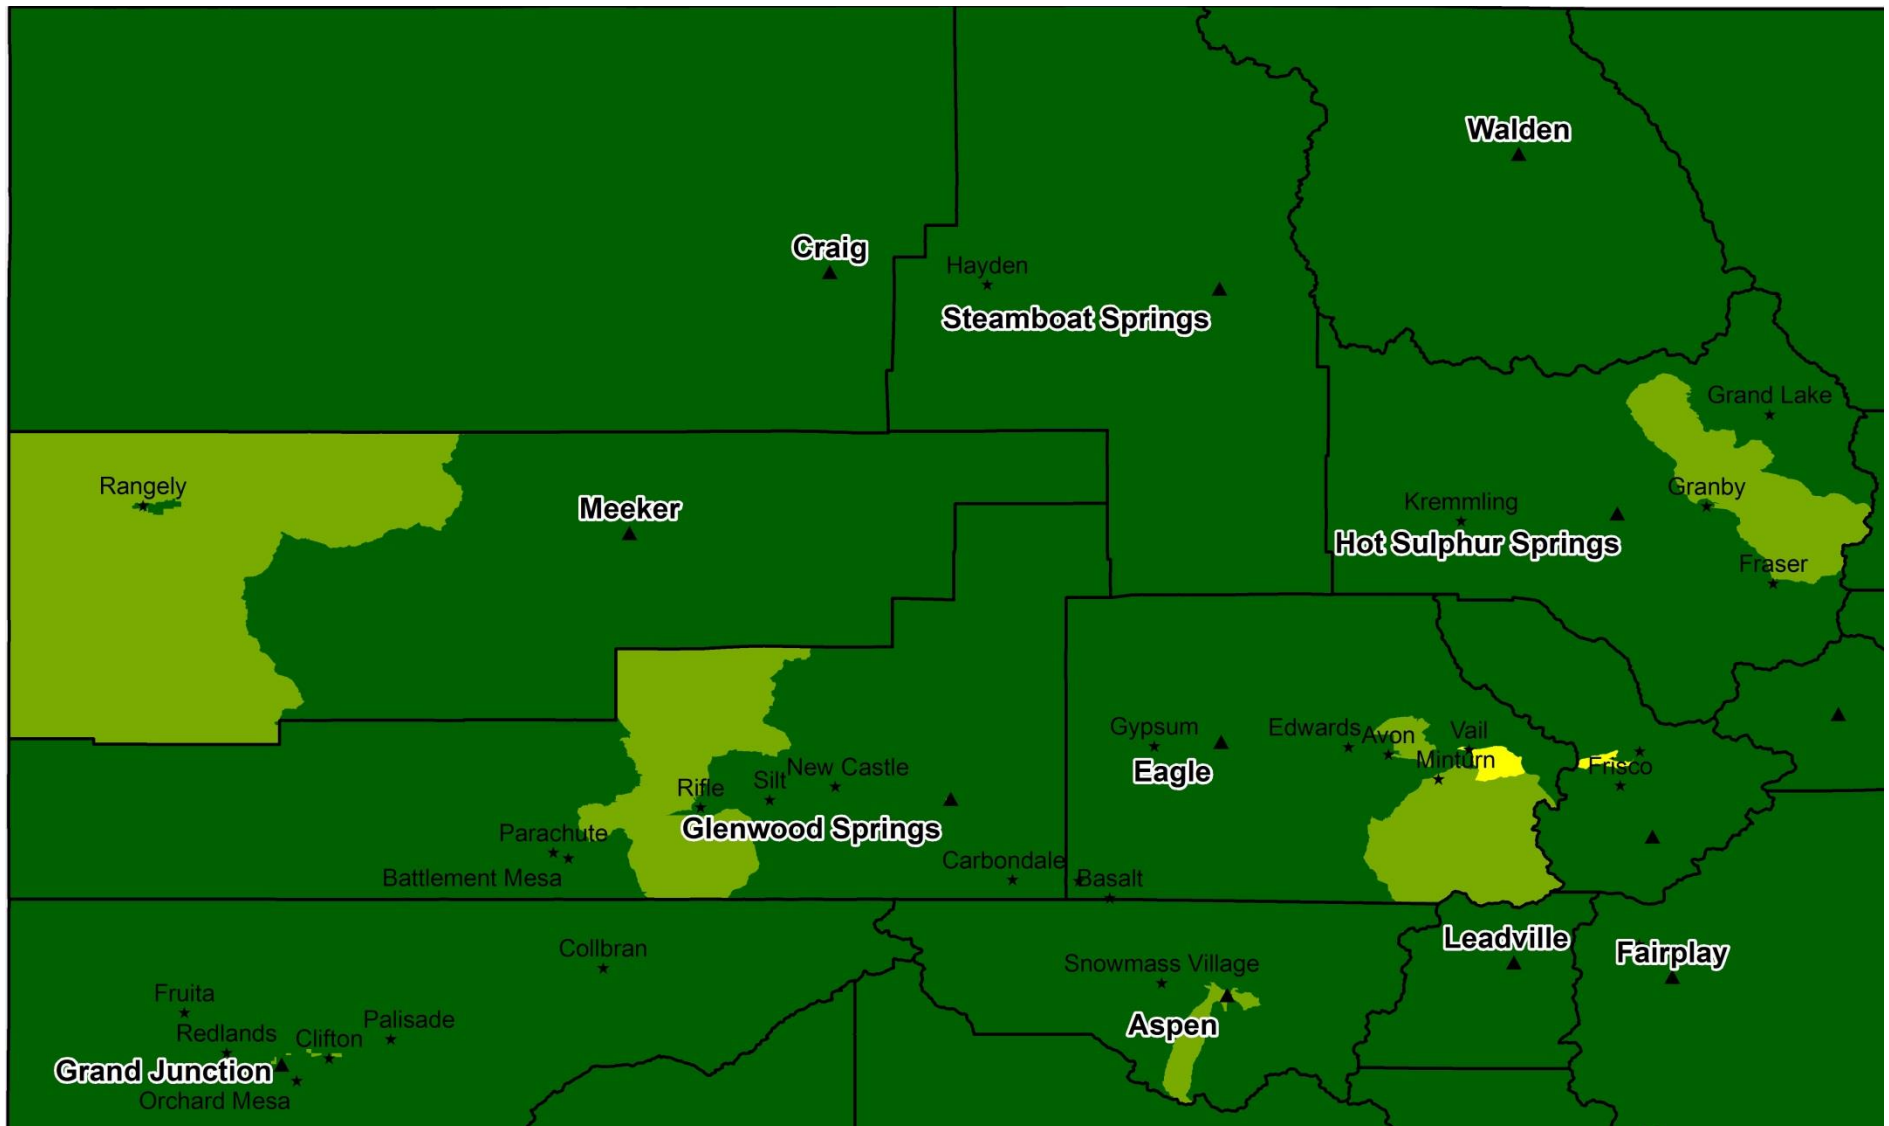 Walden
Craig
Hayden
Steamboat Springs
Grand Lake
Rangely
Granby
Meeker
Kremmling
Hot Sulphur Springs
Fraser
Gypsum
Edwards
Vail
Avon
Minturn
Eagle
Frisco
New Castle
Silt
Rifle
Glenwood Springs
Parachute
Carbondale
Basalt
Battlement Mesa
Leadville
Collbran
Fairplay
Snowmass Village
Fruita
Palisade
Aspen
Redlands
Clifton
Grand Junction
Orchard Mesa